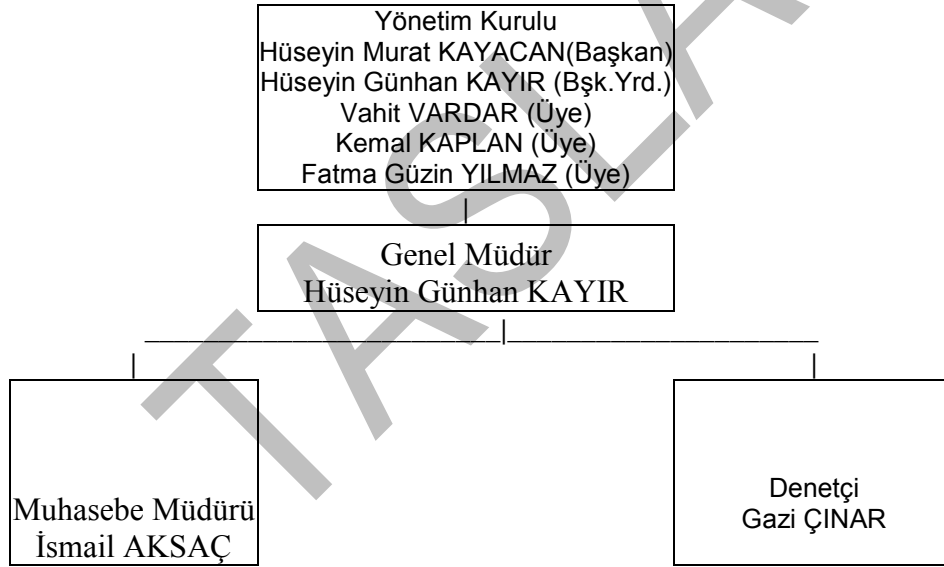 Yönetim Kurulu
Hüseyin Murat KAYACAN(Başkan)
Hüseyin Günhan KAYIR (Bşk.Yrd.)
Vahit VARDAR (Üye)
Kemal KAPLAN (Üye)
Fatma Güzin YILMAZ (Üye)
Genel Müdür
Hüseyin Günhan KAYIR
Muhasebe Müdürü
İsmail AKSAÇ
Denetçi
Gazi ÇINAR
TASLA